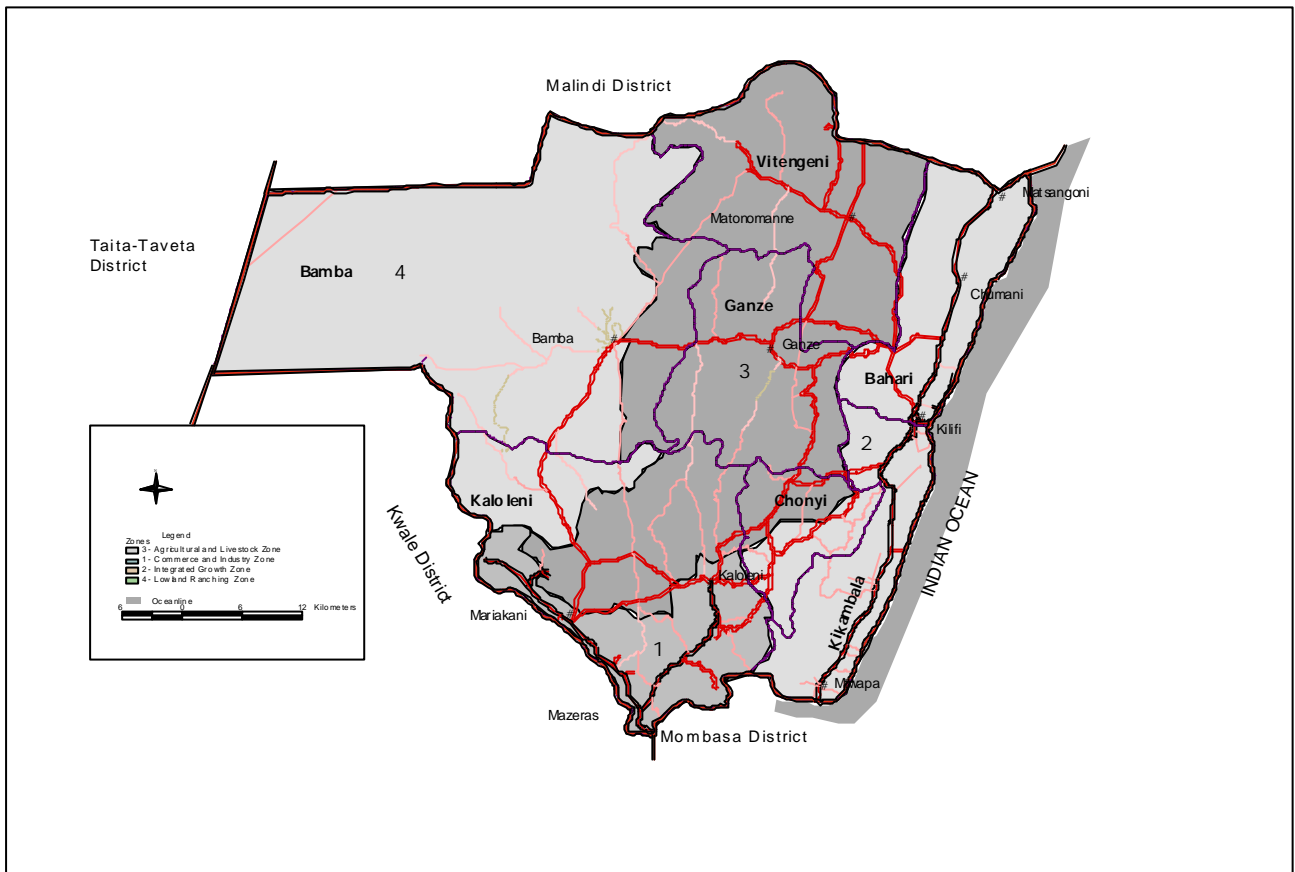 Malindi District
Vitengeni
Matsangoni
Matonomanne
Taita-Taveta
District
Bamba
4
Chumani
Ganze
Bamba
Ganze
3
Bahari
Kilifi
2
Kaloleni
Chonyi
INDIAN OCEAN
Kwale District
Kaloleni
Kikambala
Mariakani
1
Mtwapa
Mazeras
Mombasa District
Legend
Zones
3 - Agricultural and Livestock Zone
1 - Commerce and Industry Zone
2 - Integrated Growth Zone
4 - Lowland Ranching Zone
Oceanline
6 0 6 12 Kilometers